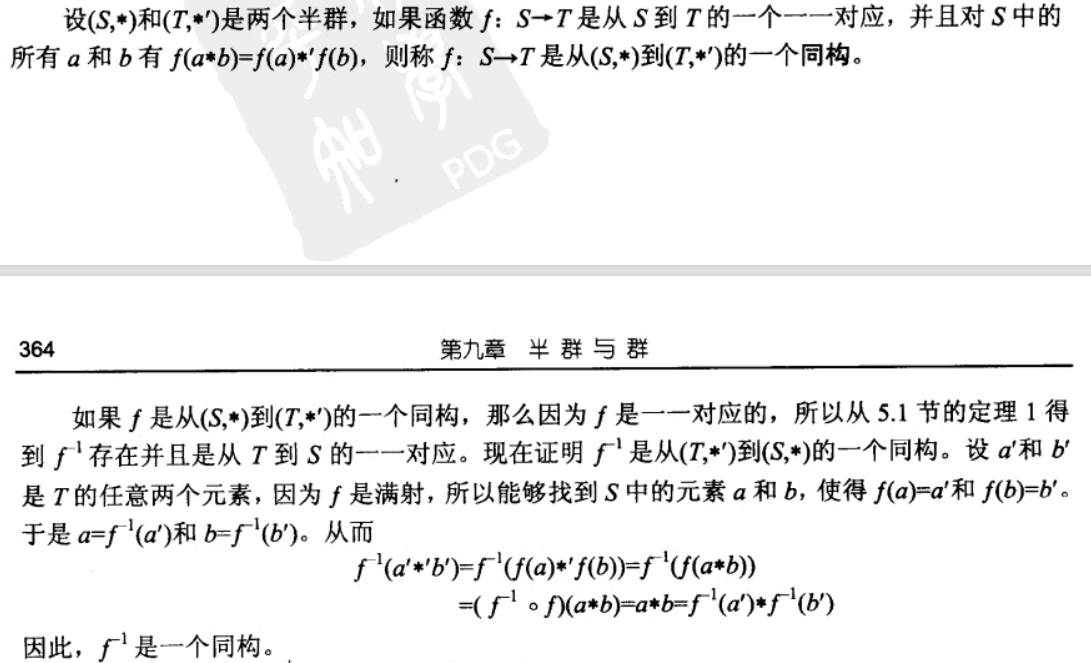 设(S,*)和(T,*′)是两个半群，如果函数 f：S→T 是从 S 到 T 的一个一一对应，并且对 S 中的
所有 a 和 b 有 f(a*b)=f(a)*′f(b)，则称 f：S→T 是从(S,*)到(T,*′)的一个同构。
PDG
364 第九章 半群与群
如果 f 是从(S,*)到(T,*′)的一个同构，那么因为 f 是一一对应的，所以从 5.1 节的定理 1 得
到 f⁻¹ 存在并且是从 T 到 S 的一一对应。现在证明 f⁻¹ 是从(T,*′)到(S,*)的一个同构。设 a′和 b′
是 T 的任意两个元素，因为 f 是满射，所以能够找到 S 中的元素 a 和 b，使得 f(a)=a′和 f(b)=b′。
于是 a=f⁻¹(a′)和 b=f⁻¹(b′)。从而
f⁻¹(a′*′b′)=f⁻¹(f(a)*′f(b))=f⁻¹(f(a*b))
=( f⁻¹ ∘ f)(a*b)=a*b=f⁻¹(a′)*f⁻¹(b′)
因此，f⁻¹ 是一个同构。